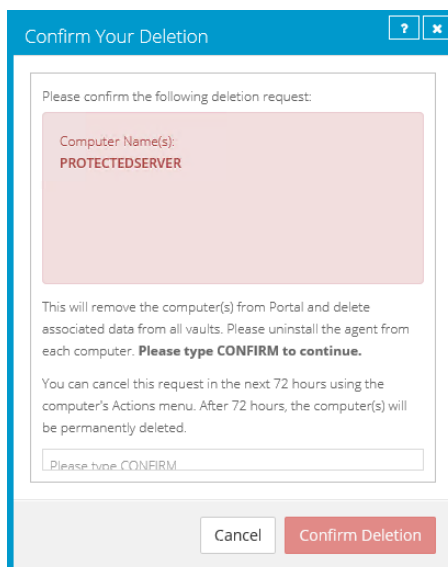 Confirm Your Deletion
?
×
Please confirm the following deletion request:
Computer Name(s):
PROTECTEDSERVER
This will remove the computer(s) from Portal and delete
associated data from all vaults. Please uninstall the agent from
each computer. Please type CONFIRM to continue.
You can cancel this request in the next 72 hours using the
computer's Actions menu. After 72 hours, the computer(s) will
be permanently deleted.
Please type CONFIRM
Cancel
Confirm Deletion